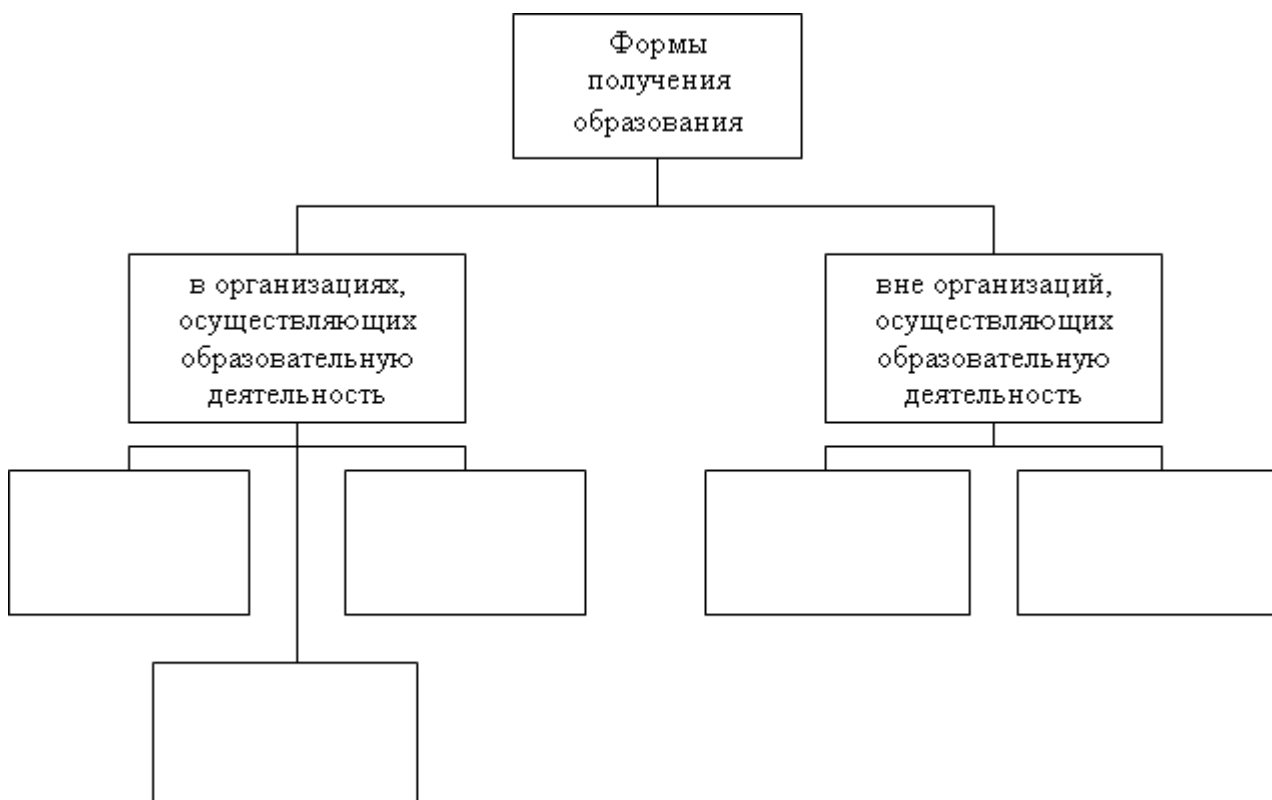 Формы
получения
образования
в организациях,
осуществляющих
образовательную
деятельность
вне организаций,
осуществляющих
образовательную
деятельность